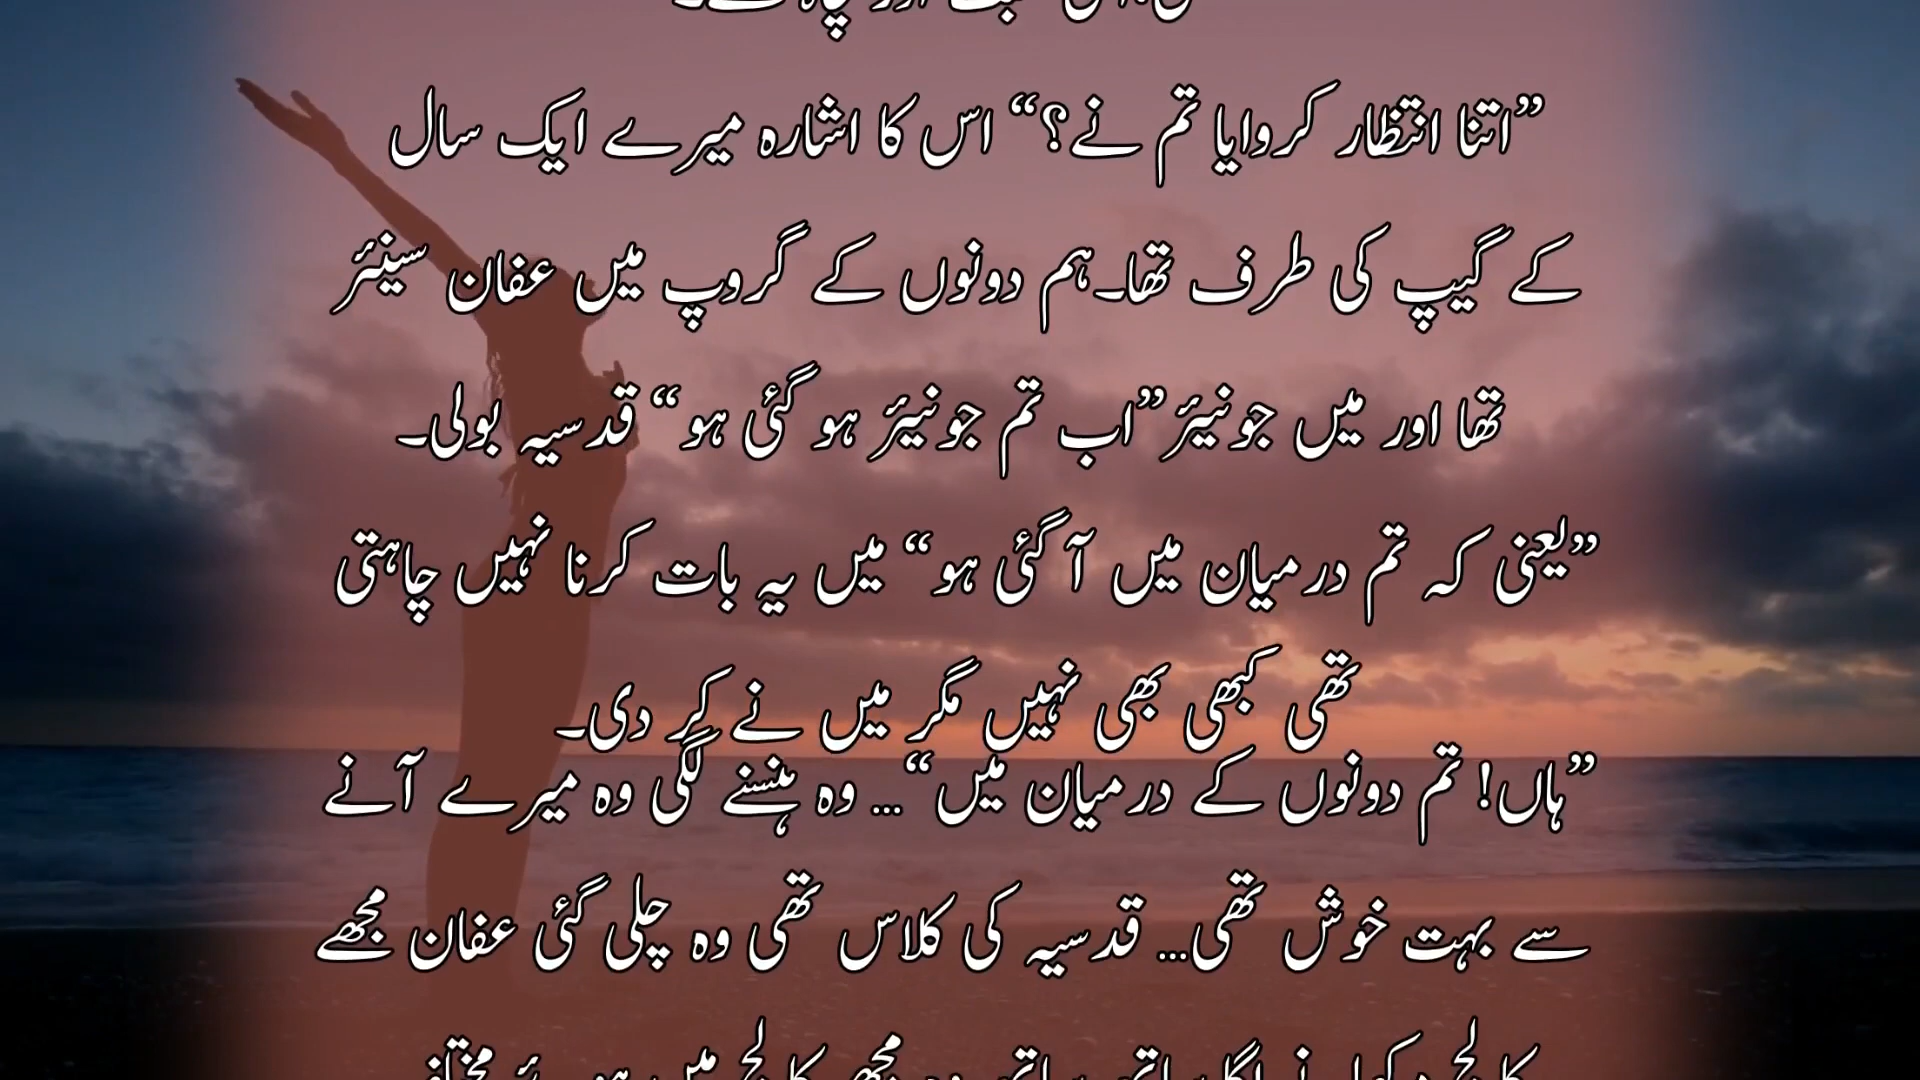 ”اتنا انتظار کروایا تم نے؟“ اس کا اشارہ میرے ایک سال
کے گیپ کی طرف تھا۔ہم دونوں کے گروپ میں عفان سینئر
تھا اور میں جونیئر”اب تم جونیئر ہو گئی ہو“ قدسیہ بولی۔
”یعنی کہ تم درمیان میں آ گئی ہو“ میں یہ بات کرنا نہیں چاہتی
تھی کبھی بھی نہیں مگر میں نے کر دی۔
”ہاں! تم دونوں کے درمیان میں“... وہ ہنسنے لگی وہ میرے آنے
سے بہت خوش تھی... قدسیہ کی کلاس تھی وہ چلی گئی عفان مجھے